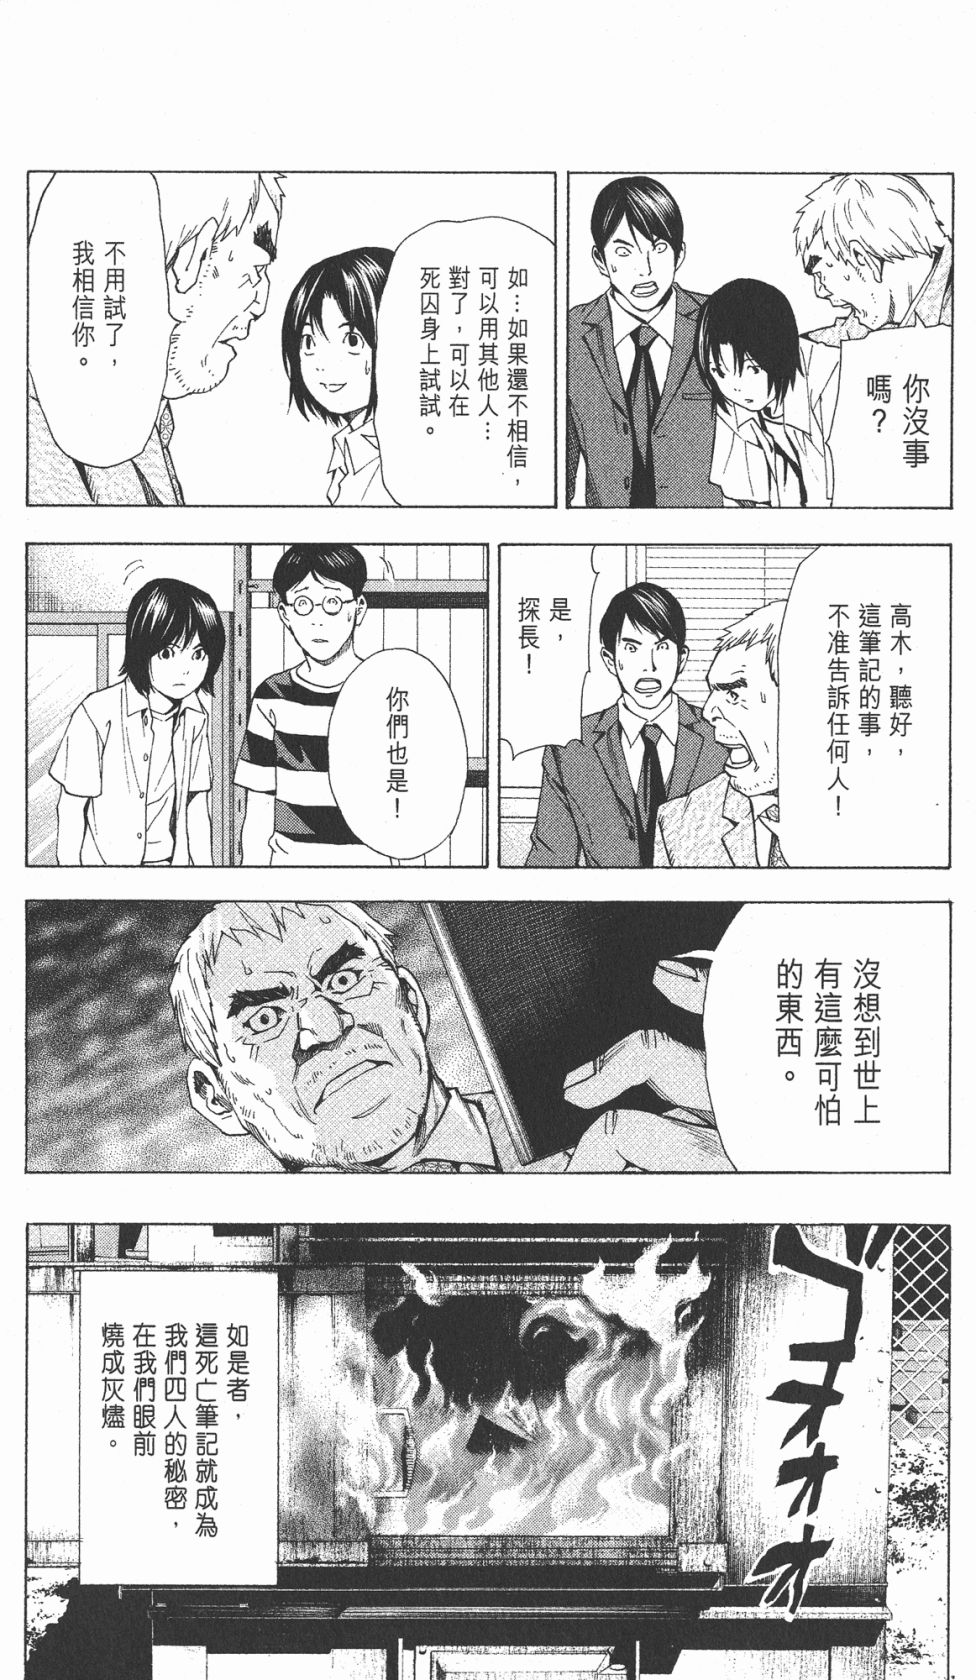 你沒事
嗎？
如…如果還不相信，
可以用其他人…
對了，可以在
死囚身上試試。
不用試了，
我相信你。
高木，聽好，
這筆記的事，
不准告訴任何人！
是，
探長！
你們也是！
沒想到世上
有這麼可怕
的東西。
ゴオオオオ
如是者，
這死亡筆記就成為
我們四人的秘密，
在我們眼前
燒成灰燼。